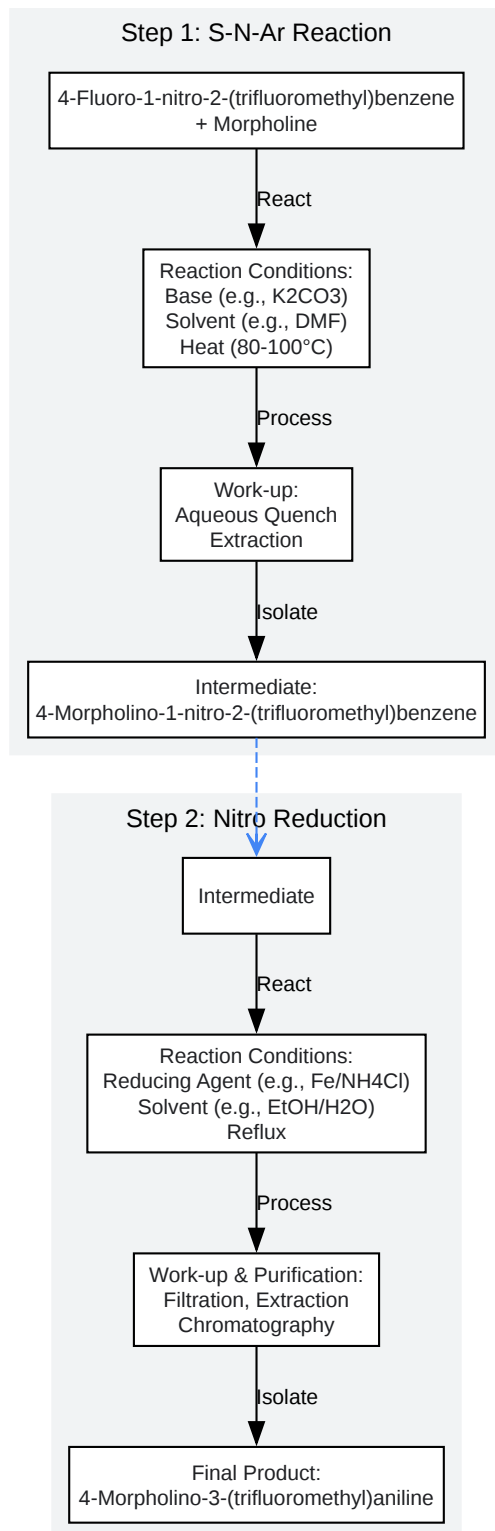 Step 1: S-N-Ar Reaction
4-Fluoro-1-nitro-2-(trifluoromethyl)benzene
+ Morpholine
React
Reaction Conditions:
Base (e.g., K2CO3)
Solvent (e.g., DMF)
Heat (80-100°C)
Process
Work-up:
Aqueous Quench
Extraction
Isolate
Intermediate:
4-Morpholino-1-nitro-2-(trifluoromethyl)benzene
Step 2: Nitro Reduction
Intermediate
React
Reaction Conditions:
Reducing Agent (e.g., Fe/NH4Cl)
Solvent (e.g., EtOH/H2O)
Reflux
Process
Work-up & Purification:
Filtration, Extraction
Chromatography
Isolate
Final Product:
4-Morpholino-3-(trifluoromethyl)aniline